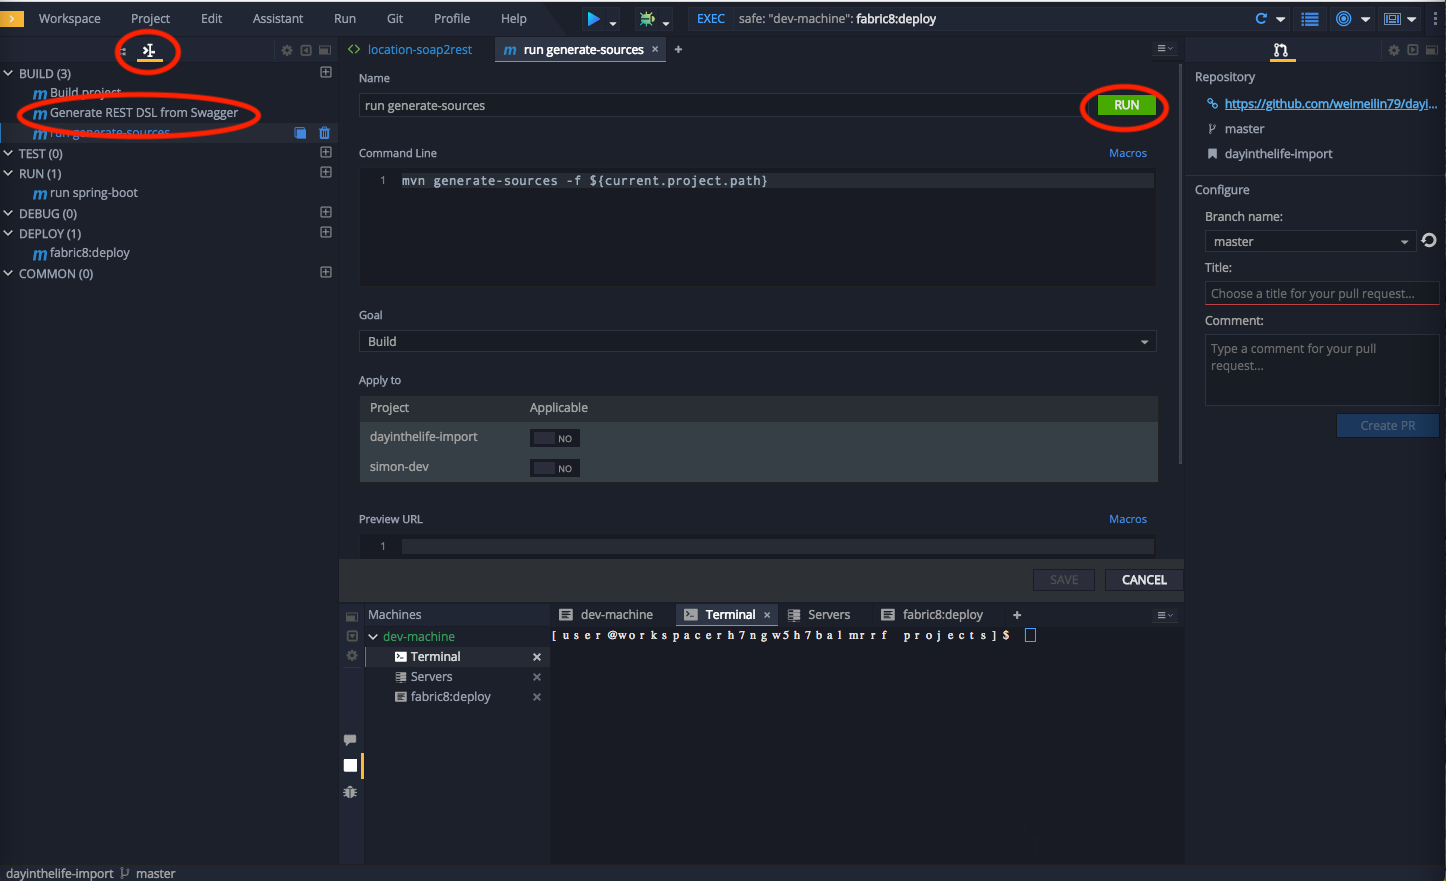 Workspace Project Edit Assistant Run Git Profile Help EXEC safe: "dev-machine": fabric8:deploy
location-soap2rest m run generate-sources × +
BUILD (3)
m Build project
m Generate REST DSL from Swagger
m run generate-sources
TEST (0)
RUN (1)
m run spring-boot
DEBUG (0)
DEPLOY (1)
m fabric8:deploy
COMMON (0)
Name
run generate-sources RUN
Command Line Macros
1 mvn generate-sources -f ${current.project.path}
Goal
Build
Apply to
Project Applicable
dayinthelife-import NO
simon-dev NO
Preview URL Macros
1
SAVE CANCEL
Repository
https://github.com/weimeilin79/dayi...
master
dayinthelife-import
Configure
Branch name:
master
Title:
Choose a title for your pull request...
Comment:
Type a comment for your pull
request...
Create PR
Machines
dev-machine
Terminal ×
Servers ×
fabric8:deploy ×
dev-machine Terminal × Servers fabric8:deploy +
[user@workspacerh7ngw5h7balmrrf projects]$
dayinthelife-import master